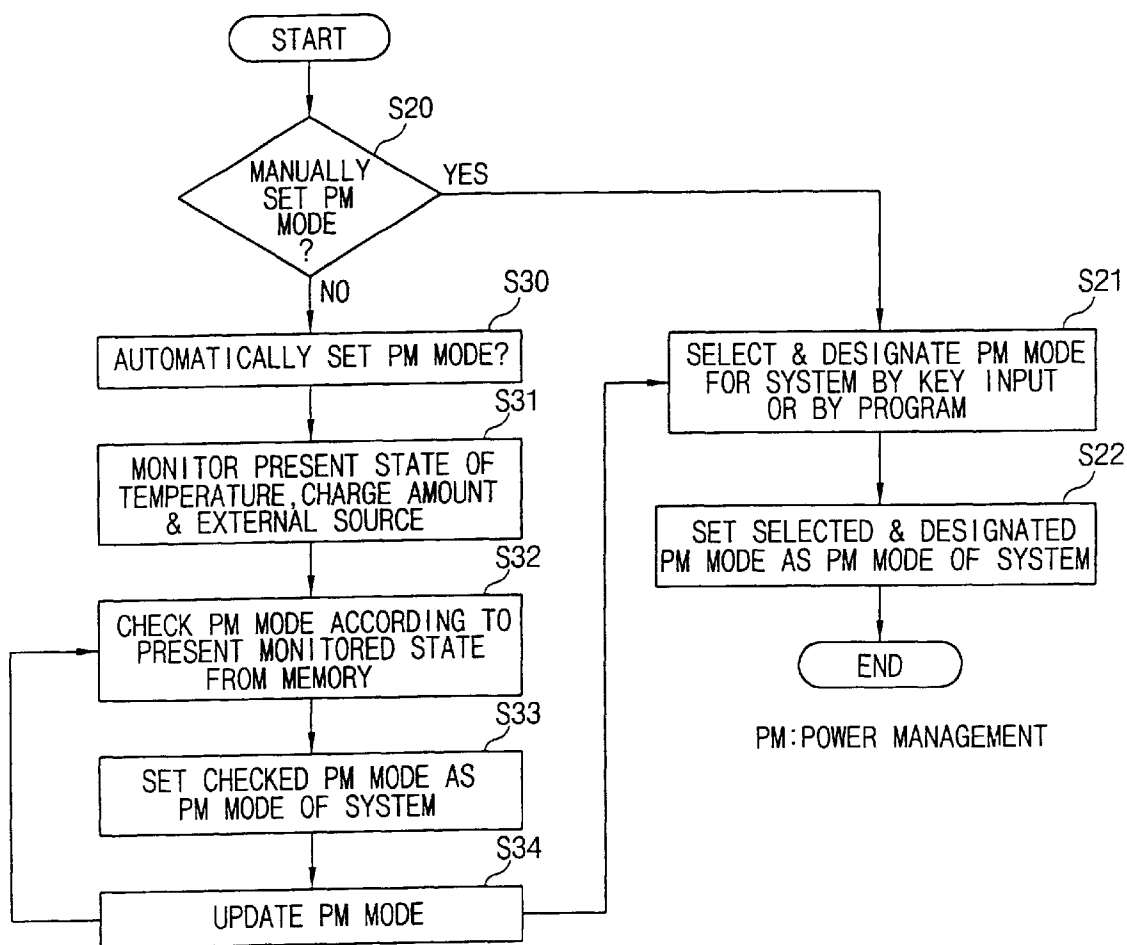 START
S20
MANUALLY
SET PM
MODE
?
YES
NO
S30
AUTOMATICALLY SET PM MODE?
S31
MONITOR PRESENT STATE OF
TEMPERATURE, CHARGE AMOUNT
& EXTERNAL SOURCE
S32
CHECK PM MODE ACCORDING TO
PRESENT MONITORED STATE
FROM MEMORY
S33
SET CHECKED PM MODE AS
PM MODE OF SYSTEM
S34
UPDATE PM MODE
S21
SELECT & DESIGNATE PM MODE
FOR SYSTEM BY KEY INPUT
OR BY PROGRAM
S22
SET SELECTED & DESIGNATED
PM MODE AS PM MODE OF SYSTEM
END
PM:POWER MANAGEMENT